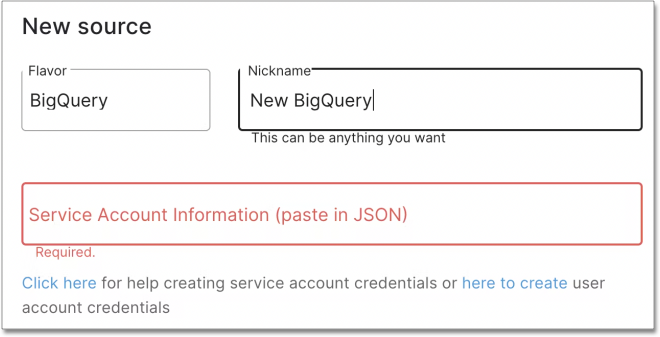 New source
Flavor
BigQuery
Nickname
New BigQuery
This can be anything you want
Service Account Information (paste in JSON)
Required.
Click here for help creating service account credentials or here to create user
account credentials